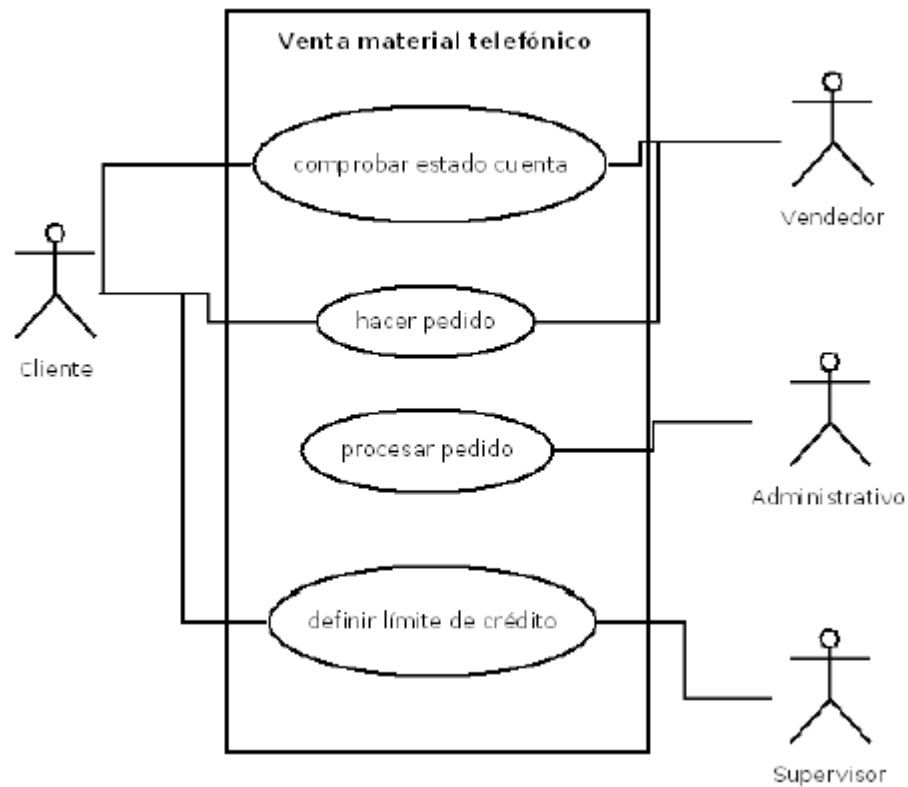 Venta material telefónico
comprobar estado cuenta
Vendedor
hacer pedido
Cliente
procesar pedido
Administrativo
definir límite de crédito
Supervisor